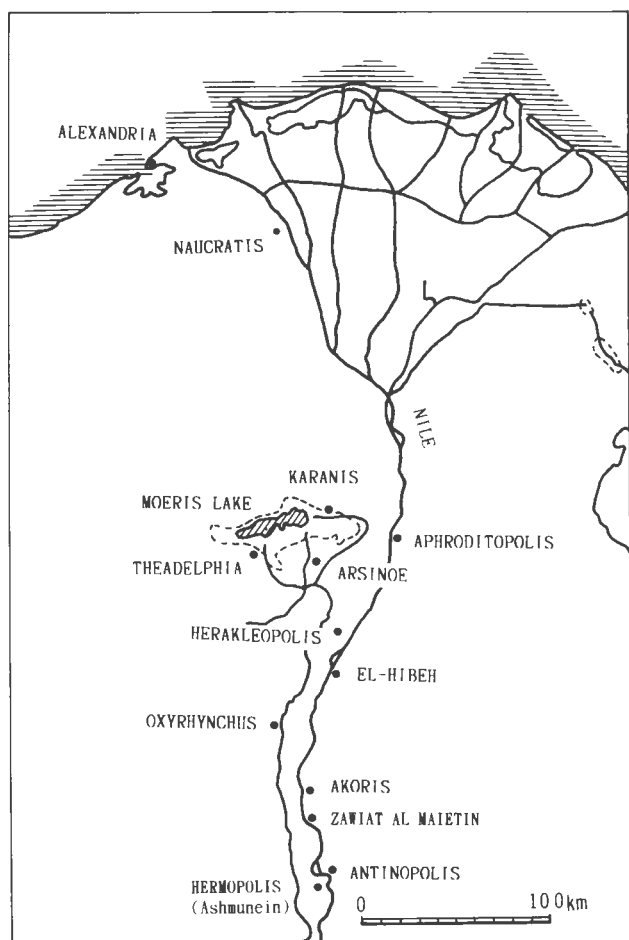 ALEXANDRIA
NAUCRATIS
NILE
KARANIS
MOERIS LAKE
APHRODITOPOLIS
THEADELPHIA
ARSINOE
HERAKLEOPOLIS
EL-HIBEH
OXYRHYNCHUS
AKORIS
ZAWIAT AL MAIETIN
ANTINOPOLIS
HERMOPOLIS
(Ashmunein)
0 100km